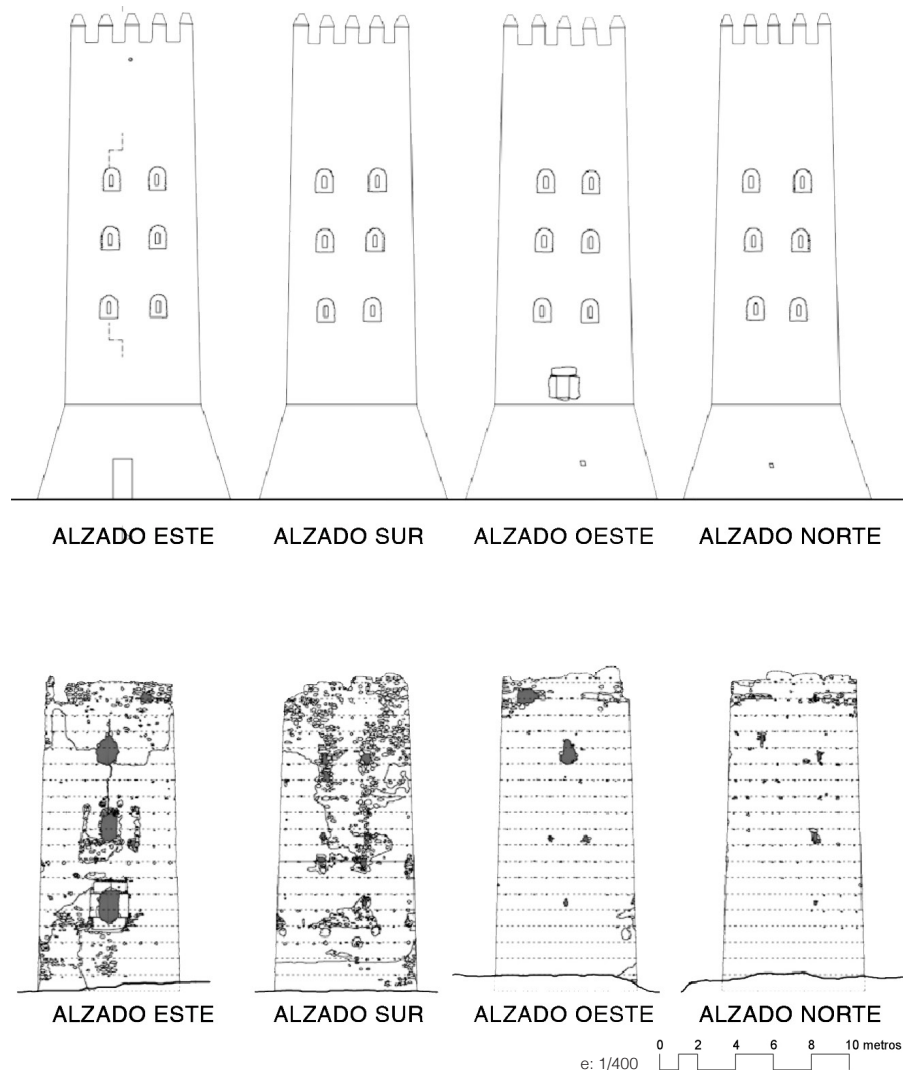 ALZADO ESTE ALZADO SUR ALZADO OESTE ALZADO NORTE
ALZADO ESTE ALZADO SUR ALZADO OESTE ALZADO NORTE
0 2 4 6 8 10 metros
e: 1/400